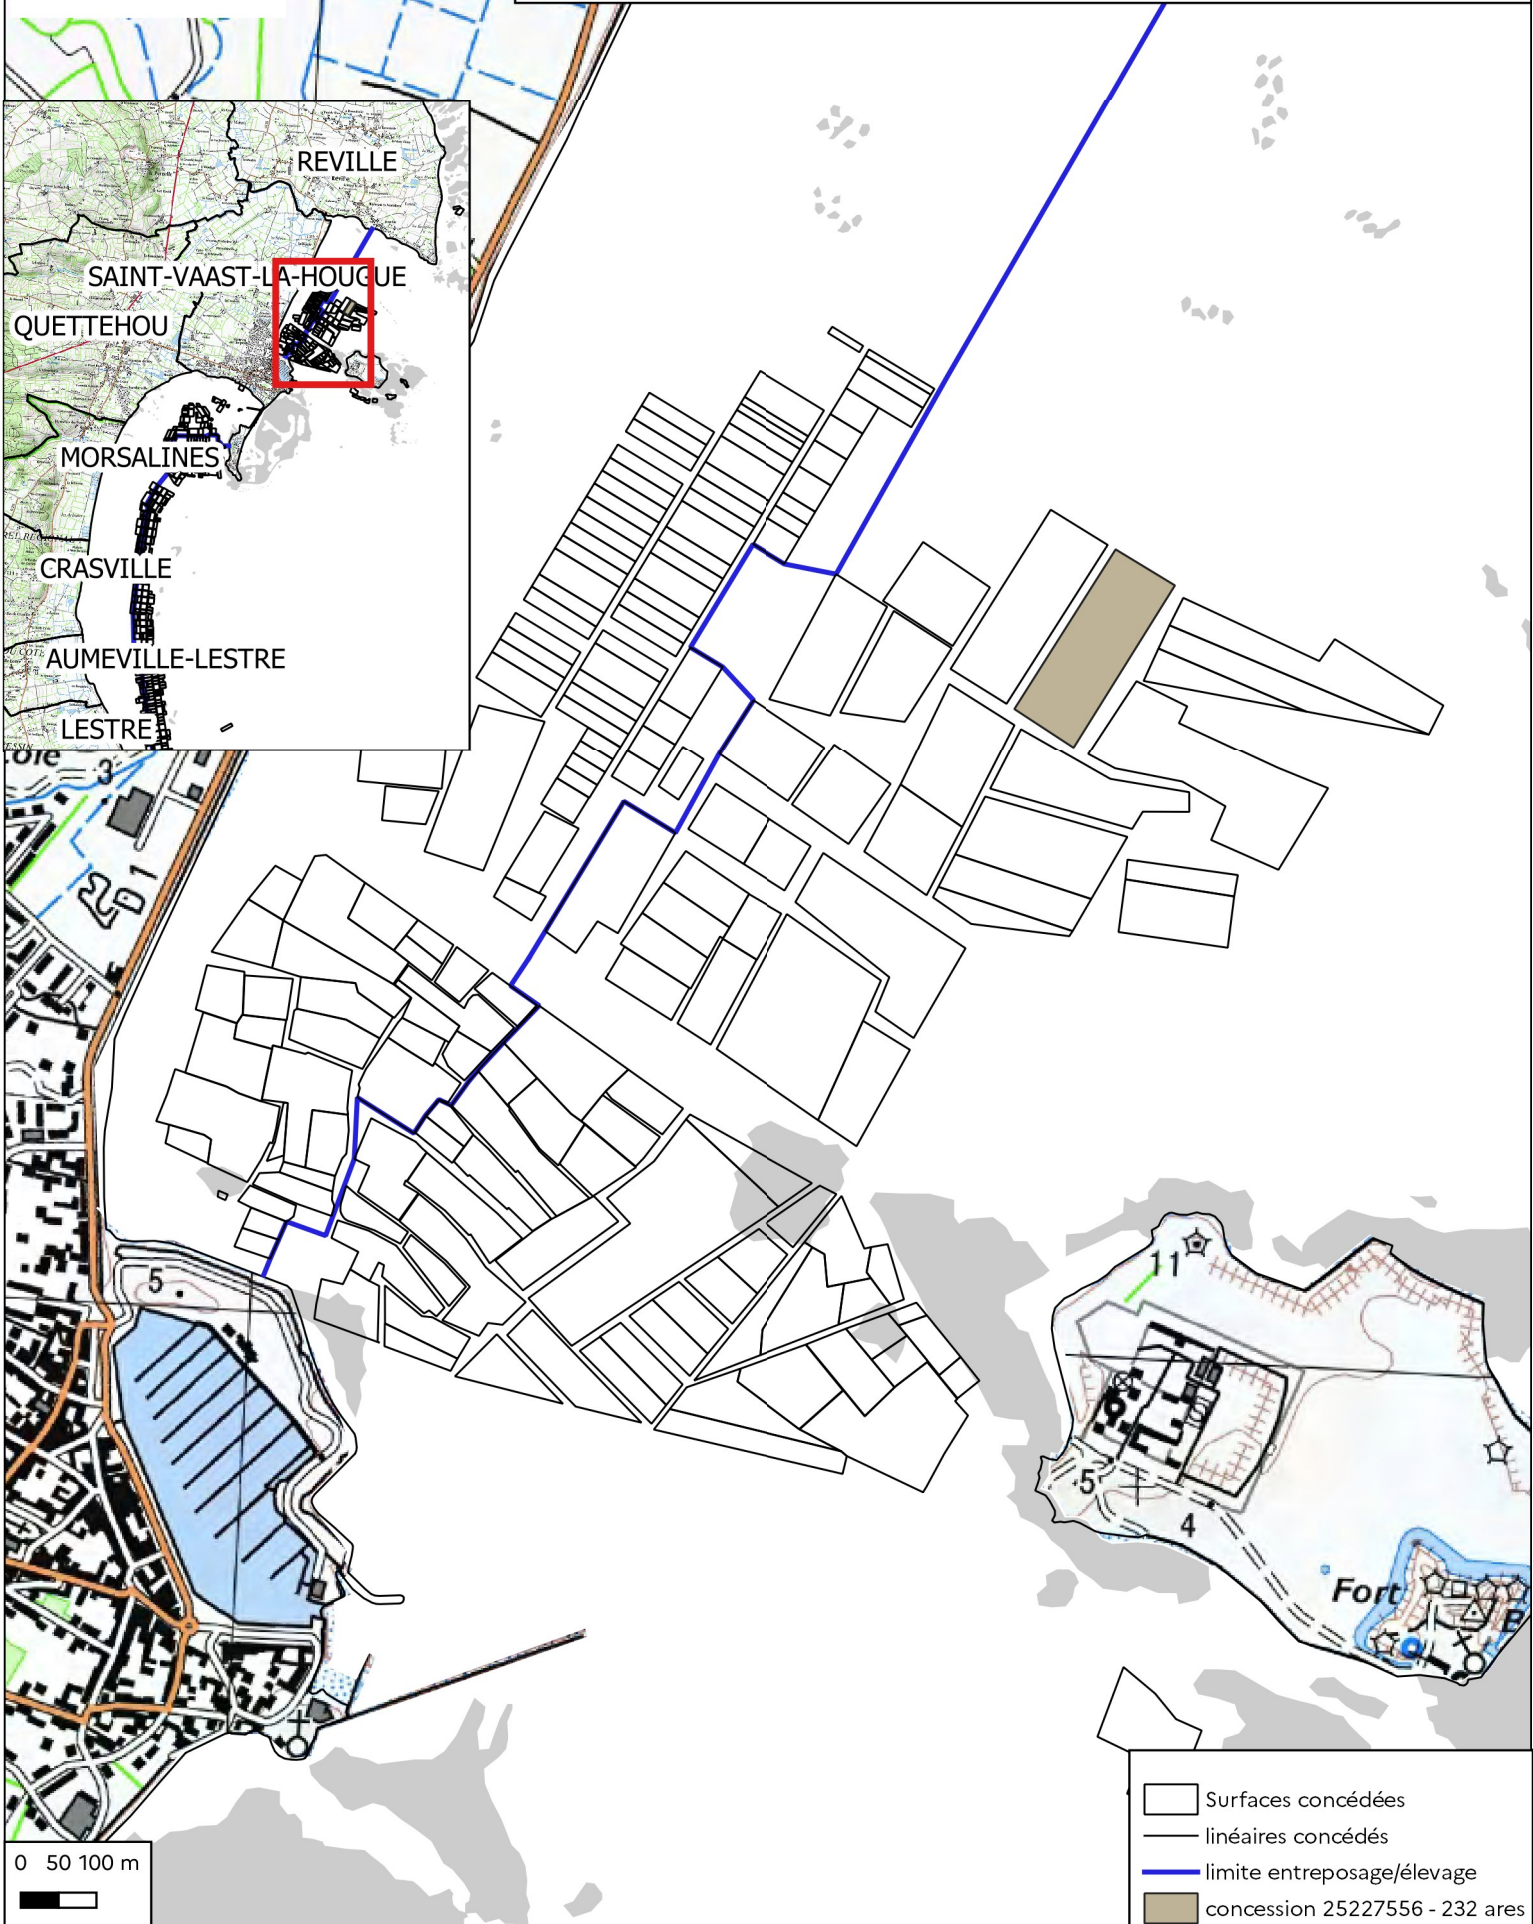 REVILLE
SAINT-VAAST-LA-HOUGUE
QUETTEHOU
MORSALINES
CRASVILLE
AUMEVILLE-LESTRE
LESTRE
3
1
5
11
5
4
Fort
0 50 100 m
Surfaces concédées
linéaires concédés
limite entreposage/élevage
concession 25227556 - 232 ares